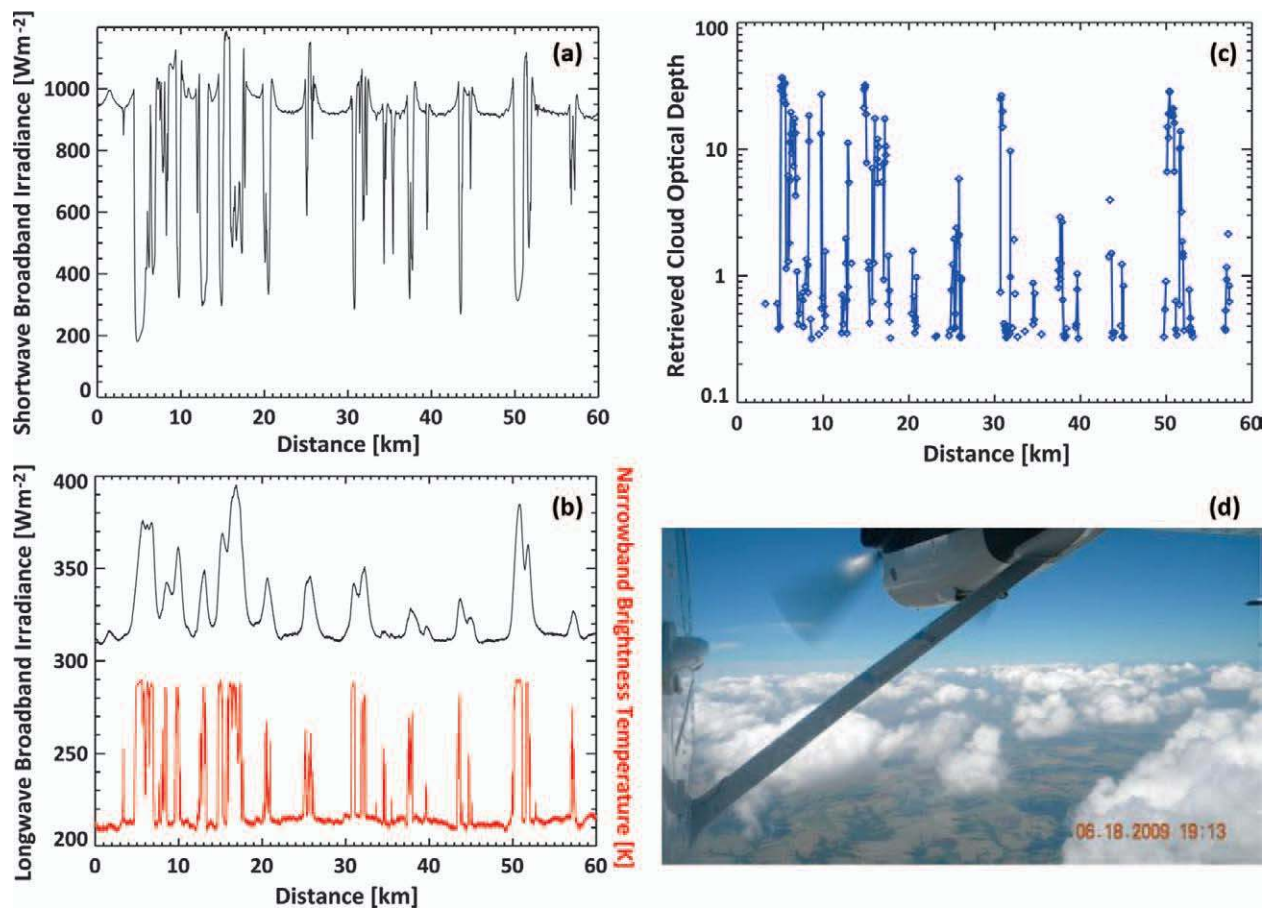 (a)
Shortwave Broadband Irradiance [Wm-2]
1000
800
600
400
200
0
0 10 20 30 40 50 60
Distance [km]
(c)
Retrieved Cloud Optical Depth
100
10
1
0.1
0 10 20 30 40 50 60
Distance [km]
(b)
Longwave Broadband Irradiance [Wm-2]
400
350
300
250
200
0 10 20 30 40 50 60
Distance [km]
Narrowband Brightness Temperature [K]
(d)
06.18.2009 19:13